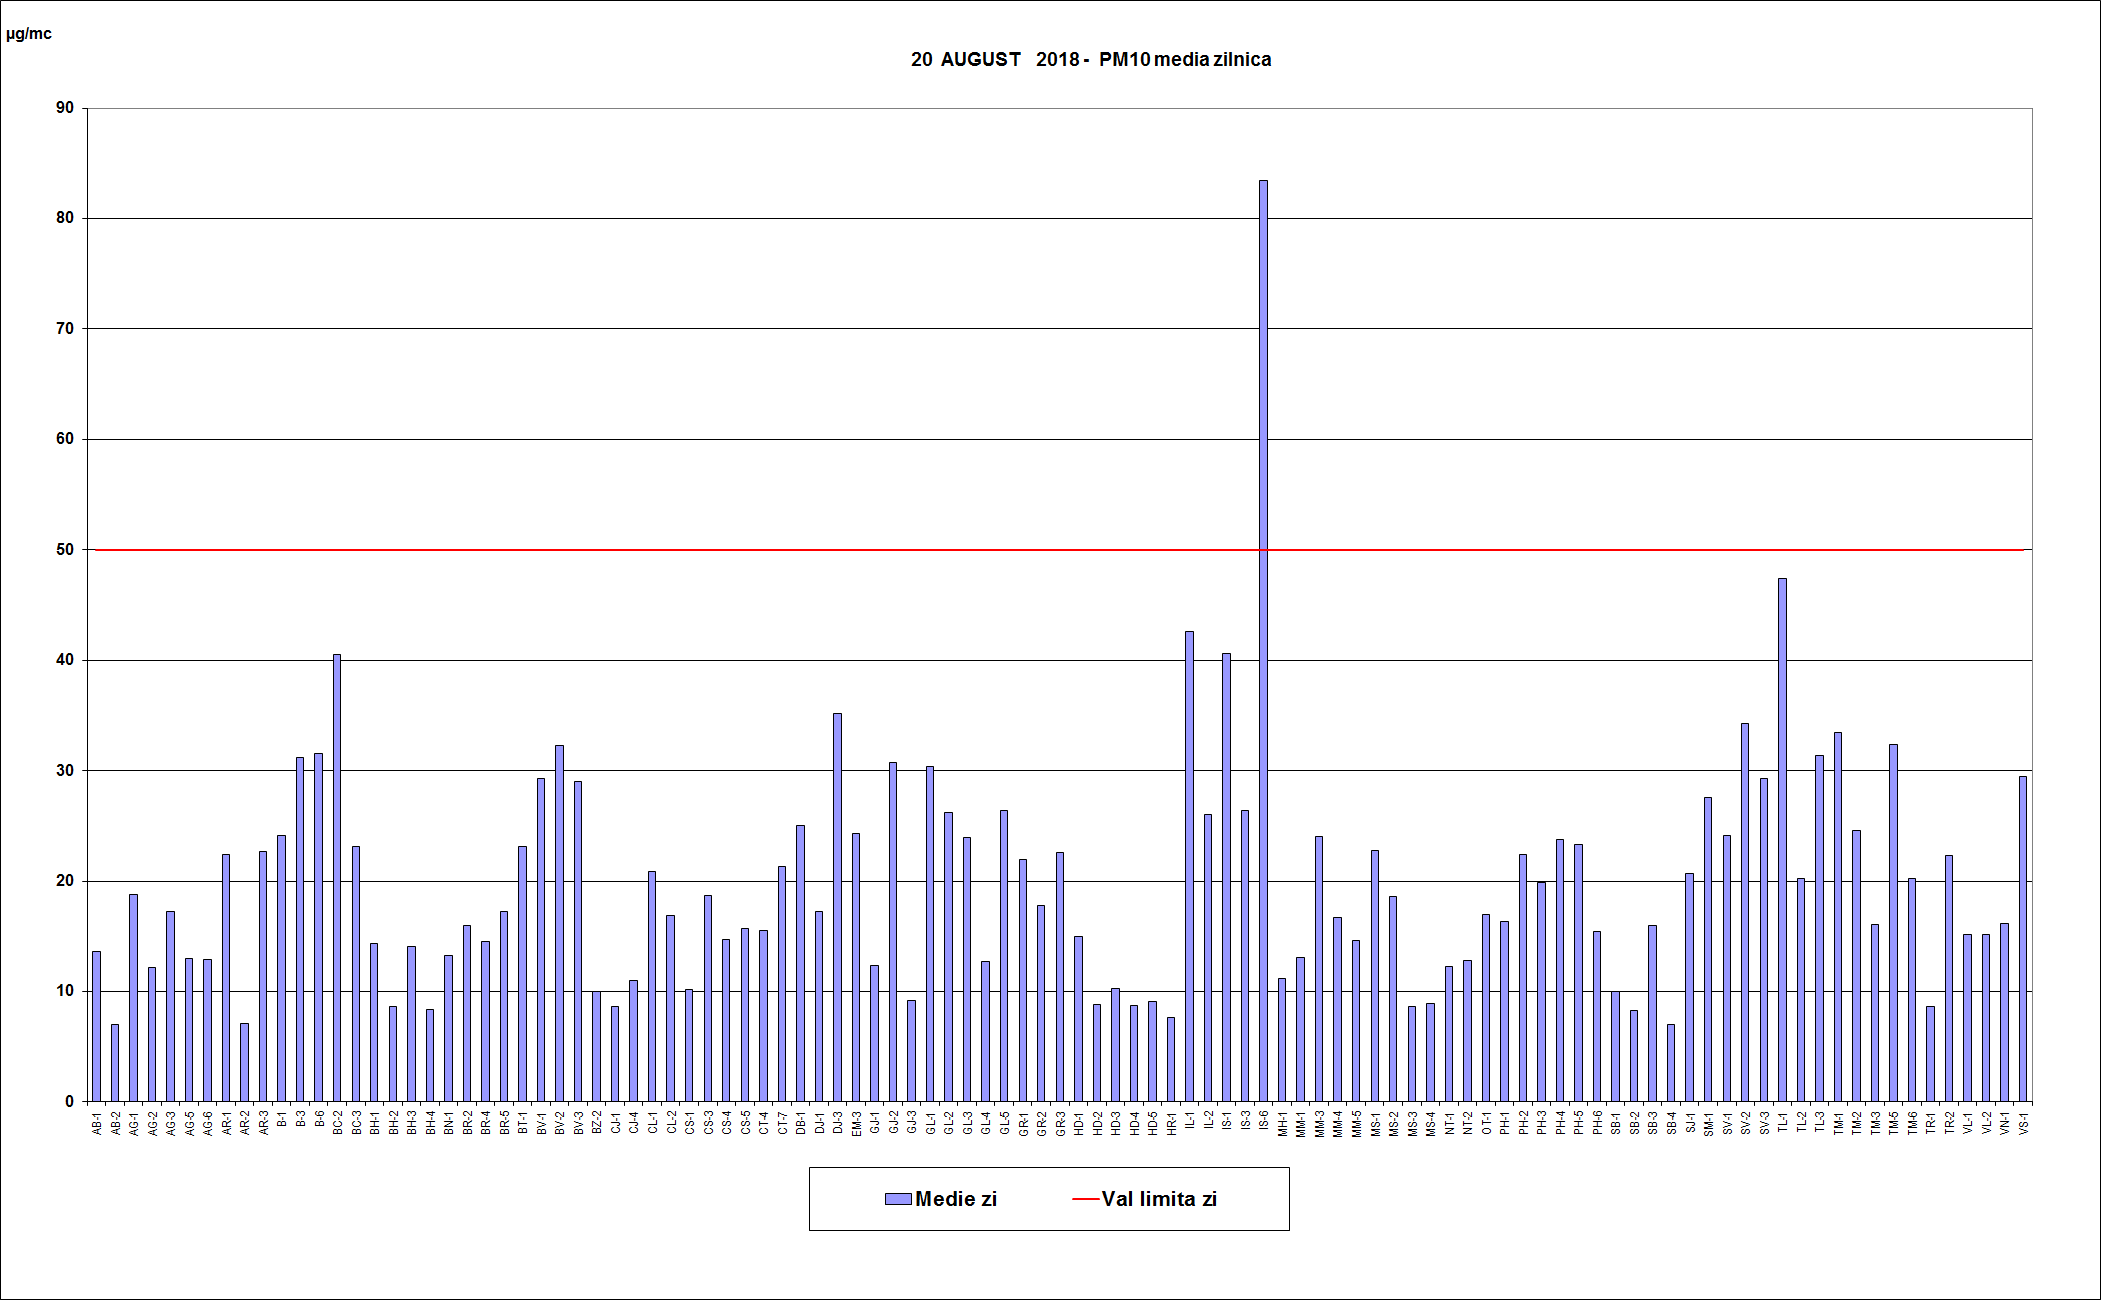 µg/mc
20 AUGUST 2018 - PM10 media zilnica
90
80
70
60
50
40
30
20
10
0
AB-1 AB-2 AG-1 AG-2 AG-3 AG-5 AG-6 AR-1 AR-2 AR-3 B-1 B-3 B-6 BC-2 BC-3 BH-1 BH-2 BH-3 BH-4 BN-1 BR-2 BR-4 BR-5 BT-1 BV-1 BV-2 BV-3 BZ-2 CJ-1 CJ-4 CL-1 CL-2 CS-1 CS-3 CS-4 CS-5 CT-4 CT-7 DB-1 DJ-1 DJ-3 EM-3 GJ-1 GJ-2 GJ-3 GL-1 GL-2 GL-3 GL-4 GL-5 GR-1 GR-2 GR-3 HD-1 HD-2 HD-3 HD-4 HD-5 HR-1 IL-1 IL-2 IS-1 IS-3 IS-6 MH-1 MM-1 MM-3 MM-4 MM-5 MS-1 MS-2 MS-3 MS-4 NT-1 NT-2 OT-1 PH-1 PH-2 PH-3 PH-4 PH-5 PH-6 SB-1 SB-2 SB-3 SB-4 SJ-1 SM-1 SV-1 SV-2 SV-3 TL-1 TL-2 TL-3 TM-1 TM-2 TM-3 TM-5 TM-6 TR-1 TR-2 VL-1 VL-2 VN-1 VS-1
Medie zi Val limita zi